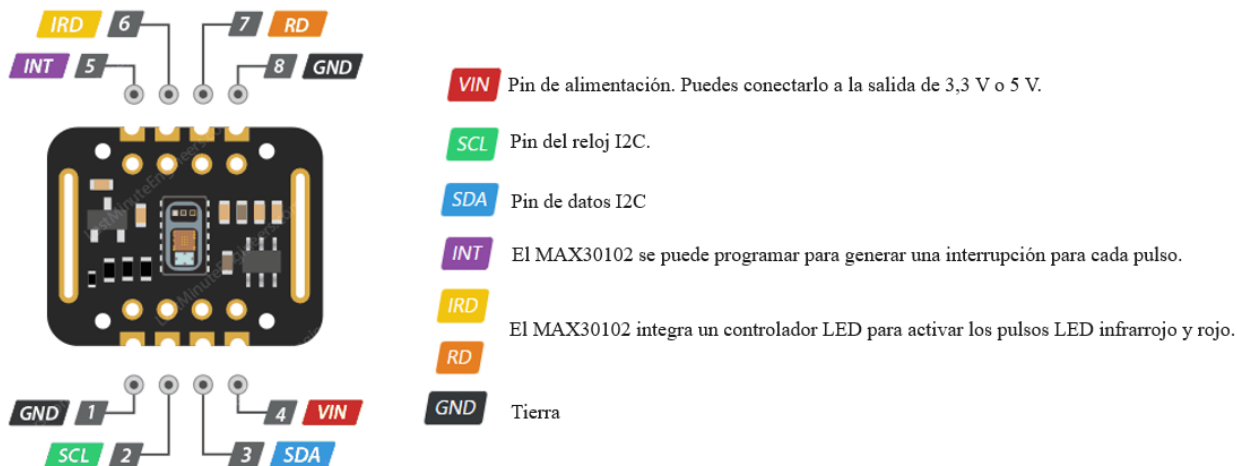 IRD 6
7 RD
INT 5
8 GND
LastMinuteEngineers.com
GND 1
4 VIN
SCL 2
3 SDA
VIN Pin de alimentación. Puedes conectarlo a la salida de 3,3 V o 5 V.
SCL Pin del reloj I2C.
SDA Pin de datos I2C
INT El MAX30102 se puede programar para generar una interrupción para cada pulso.
IRD
El MAX30102 integra un controlador LED para activar los pulsos LED infrarrojo y rojo.
RD
GND Tierra